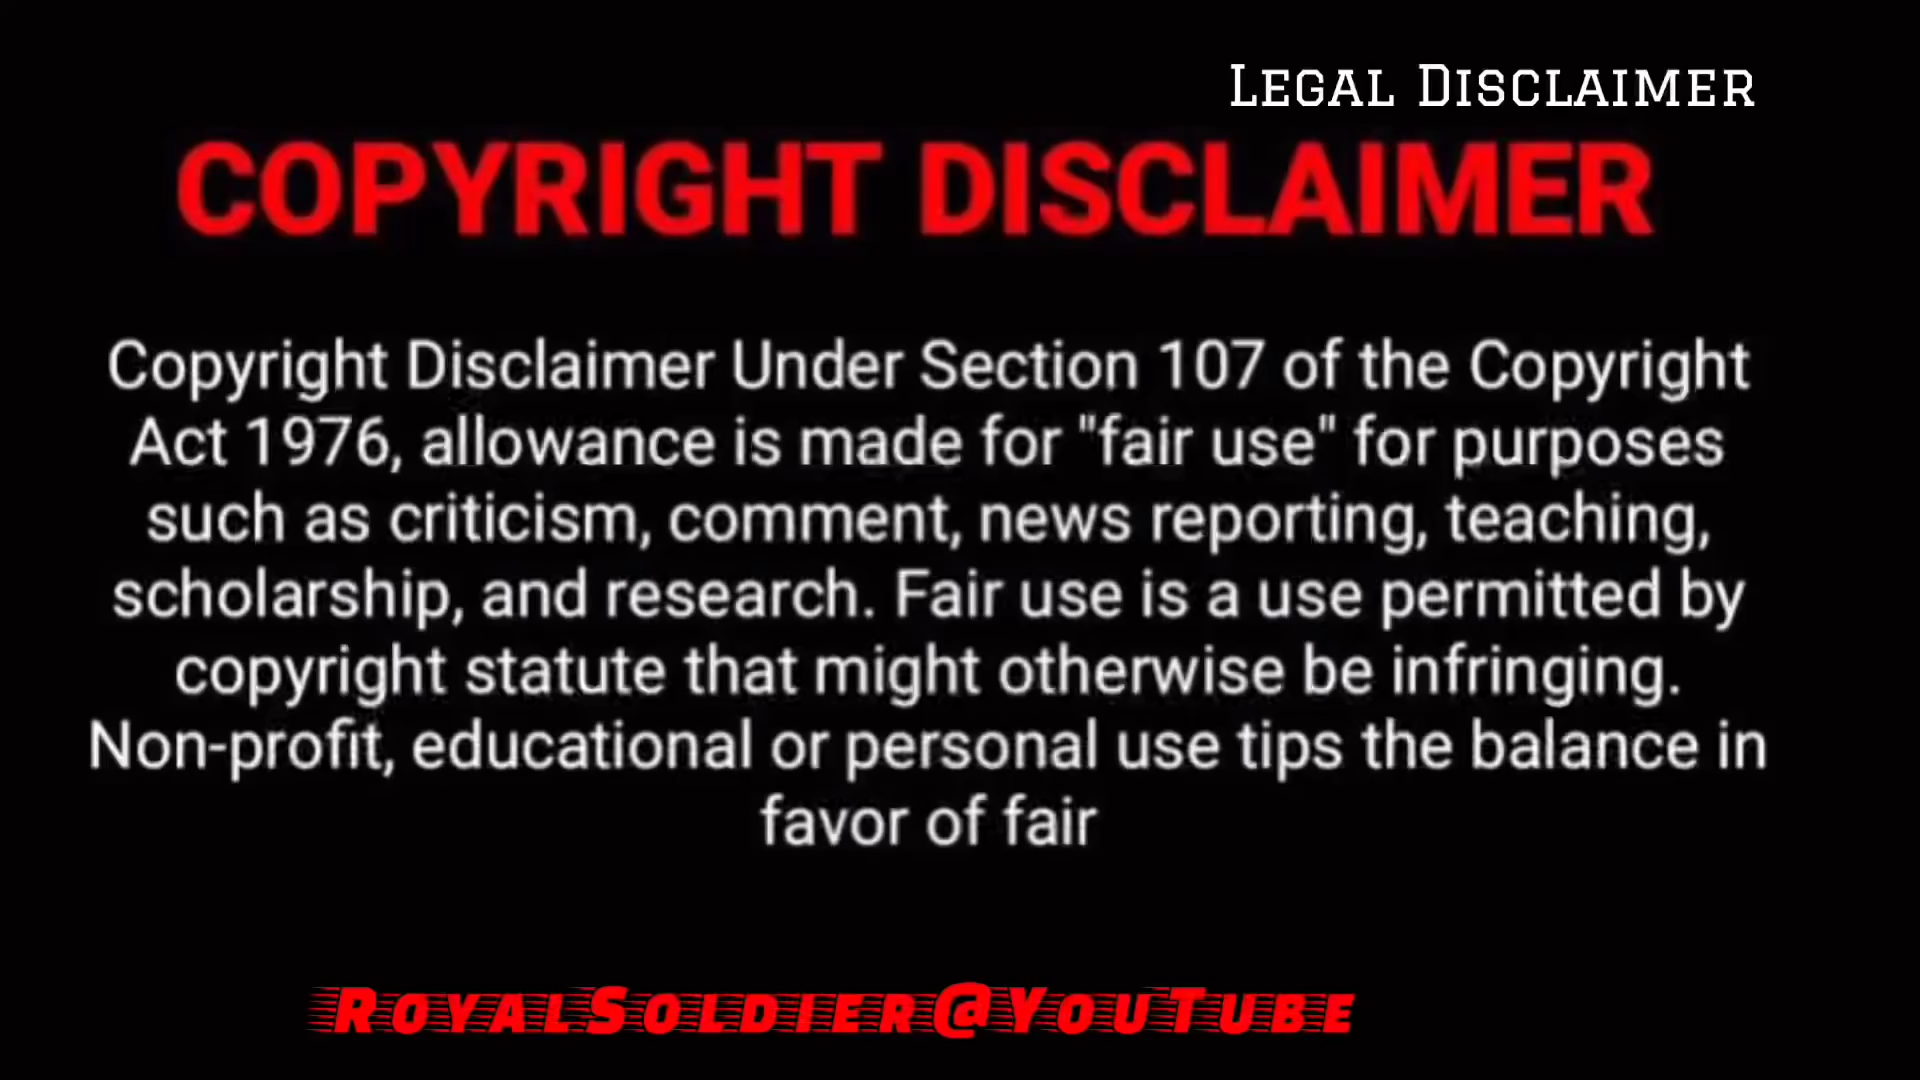 Legal Disclaimer
COPYRIGHT DISCLAIMER
Copyright Disclaimer Under Section 107 of the Copyright
Act 1976, allowance is made for "fair use" for purposes
such as criticism, comment, news reporting, teaching,
scholarship, and research. Fair use is a use permitted by
copyright statute that might otherwise be infringing.
Non-profit, educational or personal use tips the balance in
favor of fair
RoyalSoldier@YouTube